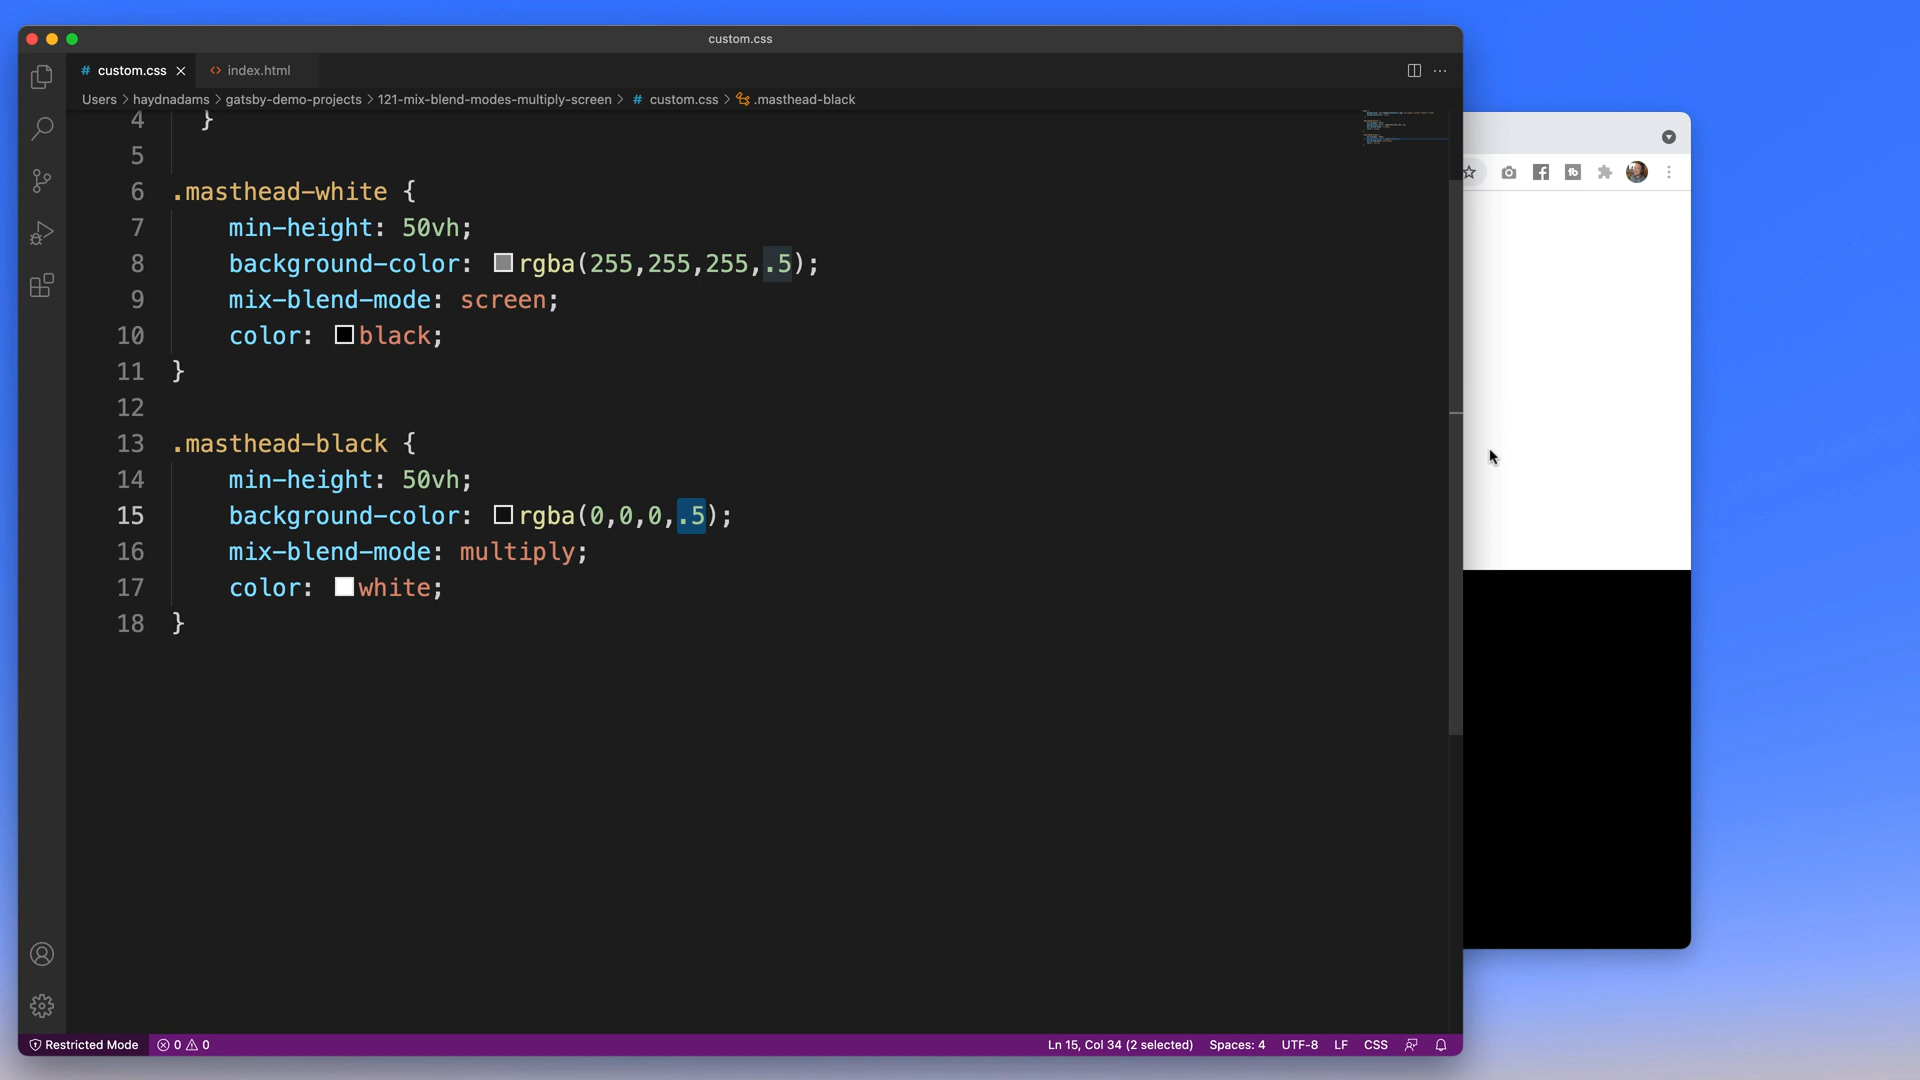 custom.css
# custom.css
<> index.html
Users > haydnadams > gatsby-demo-projects > 121-mix-blend-modes-multiply-screen > # custom.css > .masthead-black
4 }
5
6 .masthead-white {
7 min-height: 50vh;
8 background-color: rgba(255,255,255,.5);
9 mix-blend-mode: screen;
10 color: black;
11 }
12
13 .masthead-black {
14 min-height: 50vh;
15 background-color: rgba(0,0,0,.5);
16 mix-blend-mode: multiply;
17 color: white;
18 }
Restricted Mode 0 0 Ln 15, Col 34 (2 selected) Spaces: 4 UTF-8 LF CSS